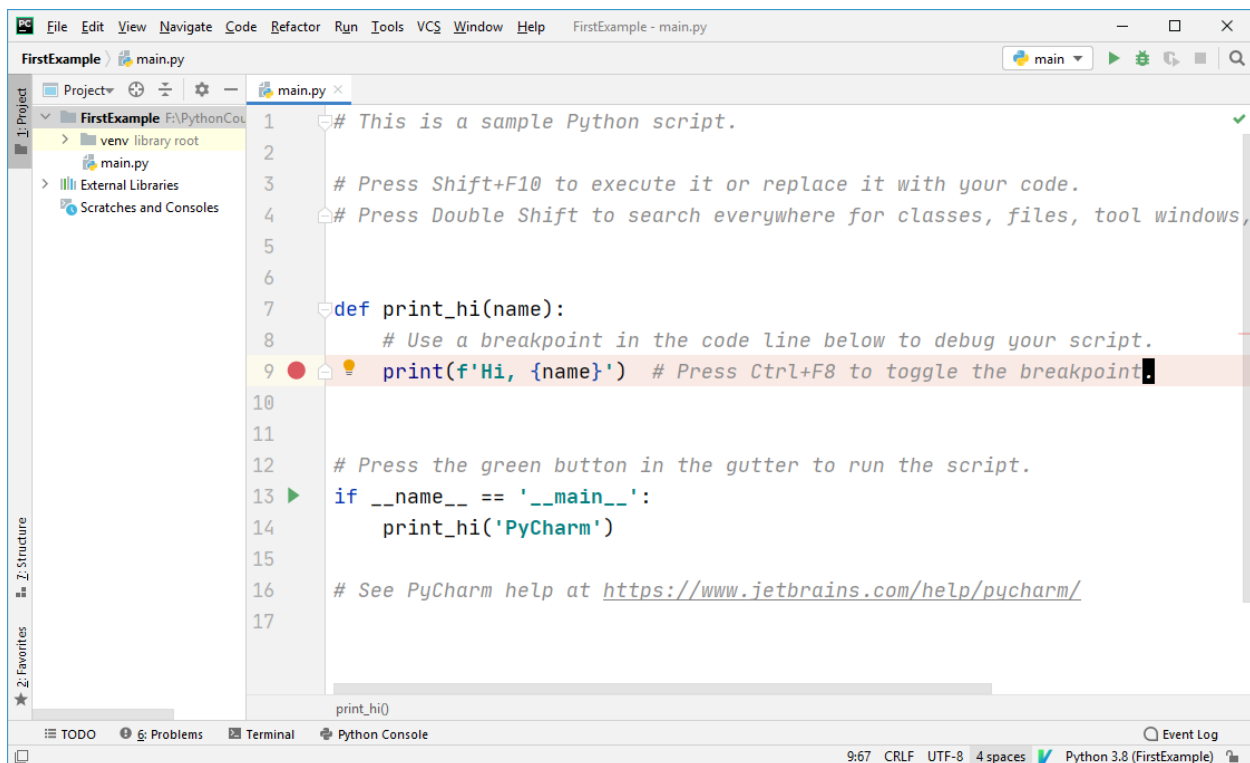 PC File Edit View Navigate Code Refactor Run Tools VCS Window Help FirstExample - main.py
FirstExample main.py main
1: Project
Project main.py
FirstExample F:\PythonCou
venv library root
main.py
External Libraries
Scratches and Consoles
1 # This is a sample Python script.
2
3 # Press Shift+F10 to execute it or replace it with your code.
4 # Press Double Shift to search everywhere for classes, files, tool windows,
5
6
7 def print_hi(name):
8 # Use a breakpoint in the code line below to debug your script.
9 print(f'Hi, {name}')  # Press Ctrl+F8 to toggle the breakpoint.
10
11
12 # Press the green button in the gutter to run the script.
13 if __name__ == '__main__':
14 print_hi('PyCharm')
15
16 # See PyCharm help at https://www.jetbrains.com/help/pycharm/
17
7: Structure
2: Favorites
print_hi()
TODO 6: Problems Terminal Python Console Event Log
9:67 CRLF UTF-8 4 spaces Python 3.8 (FirstExample)